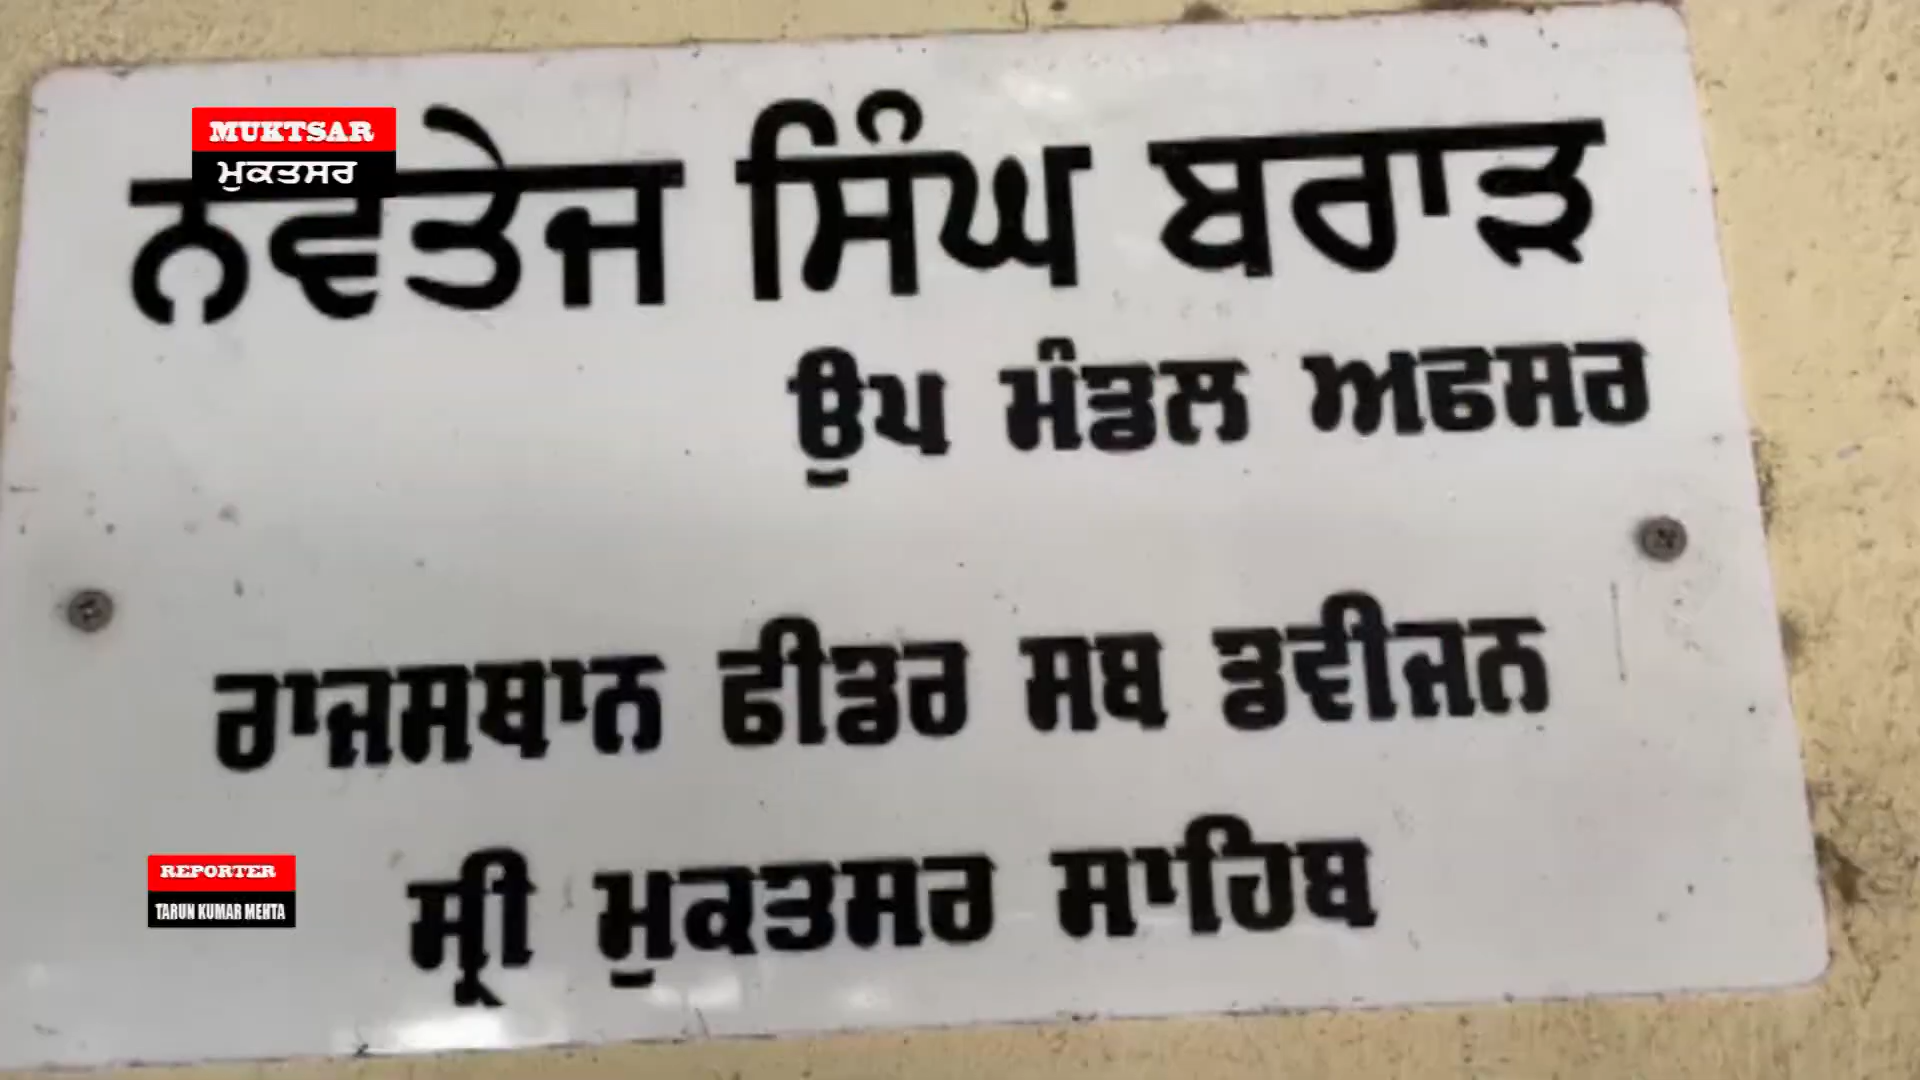 MUKTSAR
ਮੁਕਤਸਰ
ਨਵਤੇਜ ਸਿੰਘ ਬਰਾੜ
ਉਪ ਮੰਡਲ ਅਫਸਰ
ਰਾਜਸਥਾਨ ਫੀਡਰ ਸਬ ਡਵੀਜਨ
ਸ੍ਰੀ ਮੁਕਤਸਰ ਸਾਹਿਬ
REPORTER
TARUN KUMAR MEHTA